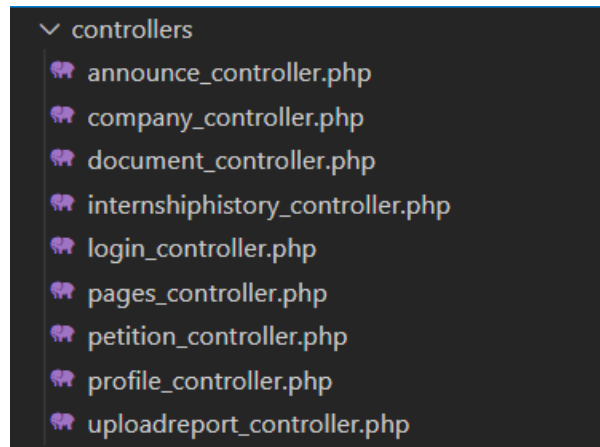 controllers
announce_controller.php
company_controller.php
document_controller.php
internshiphistory_controller.php
login_controller.php
pages_controller.php
petition_controller.php
profile_controller.php
uploadreport_controller.php